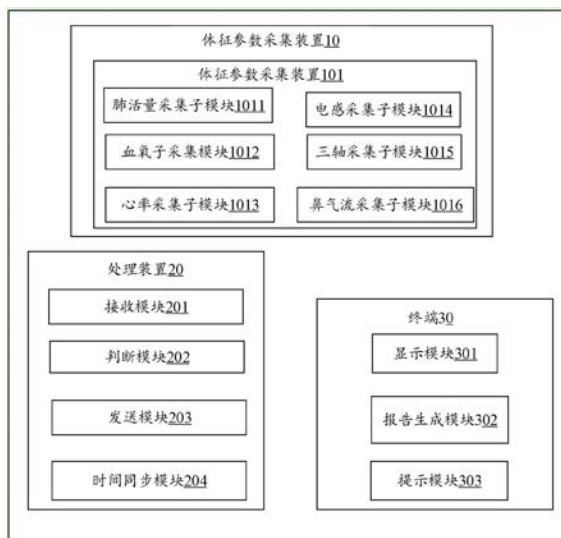 体征参数采集装置10
体征参数采集装置101
肺活量采集子模块1011
电感采集子模块1014
血氧子采集模块1012
三轴采集子模块1015
心率采集子模块1013
鼻气流采集子模块1016
处理装置20
接收模块201
判断模块202
发送模块203
时间同步模块204
终端30
显示模块301
报告生成模块302
提示模块303